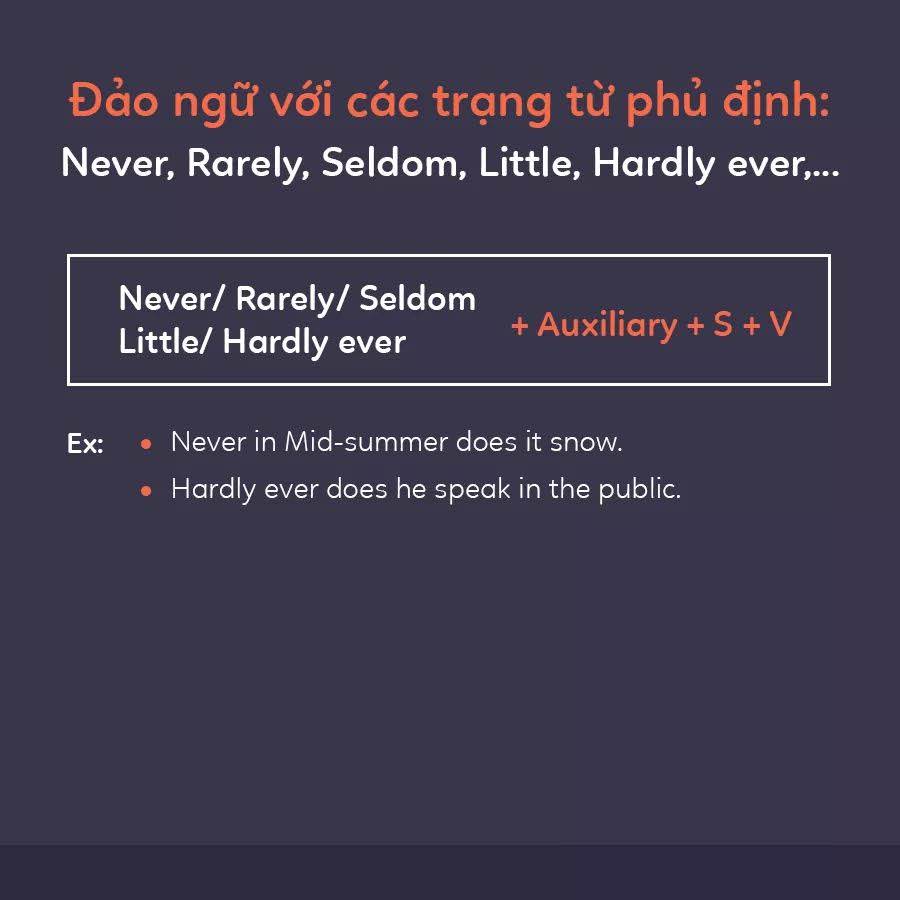 Đảo ngữ với các trạng từ phủ định:
Never, Rarely, Seldom, Little, Hardly ever,...
Never/ Rarely/ Seldom
Little/ Hardly ever
+ Auxiliary + S + V
Ex:
• Never in Mid-summer does it snow.
• Hardly ever does he speak in the public.